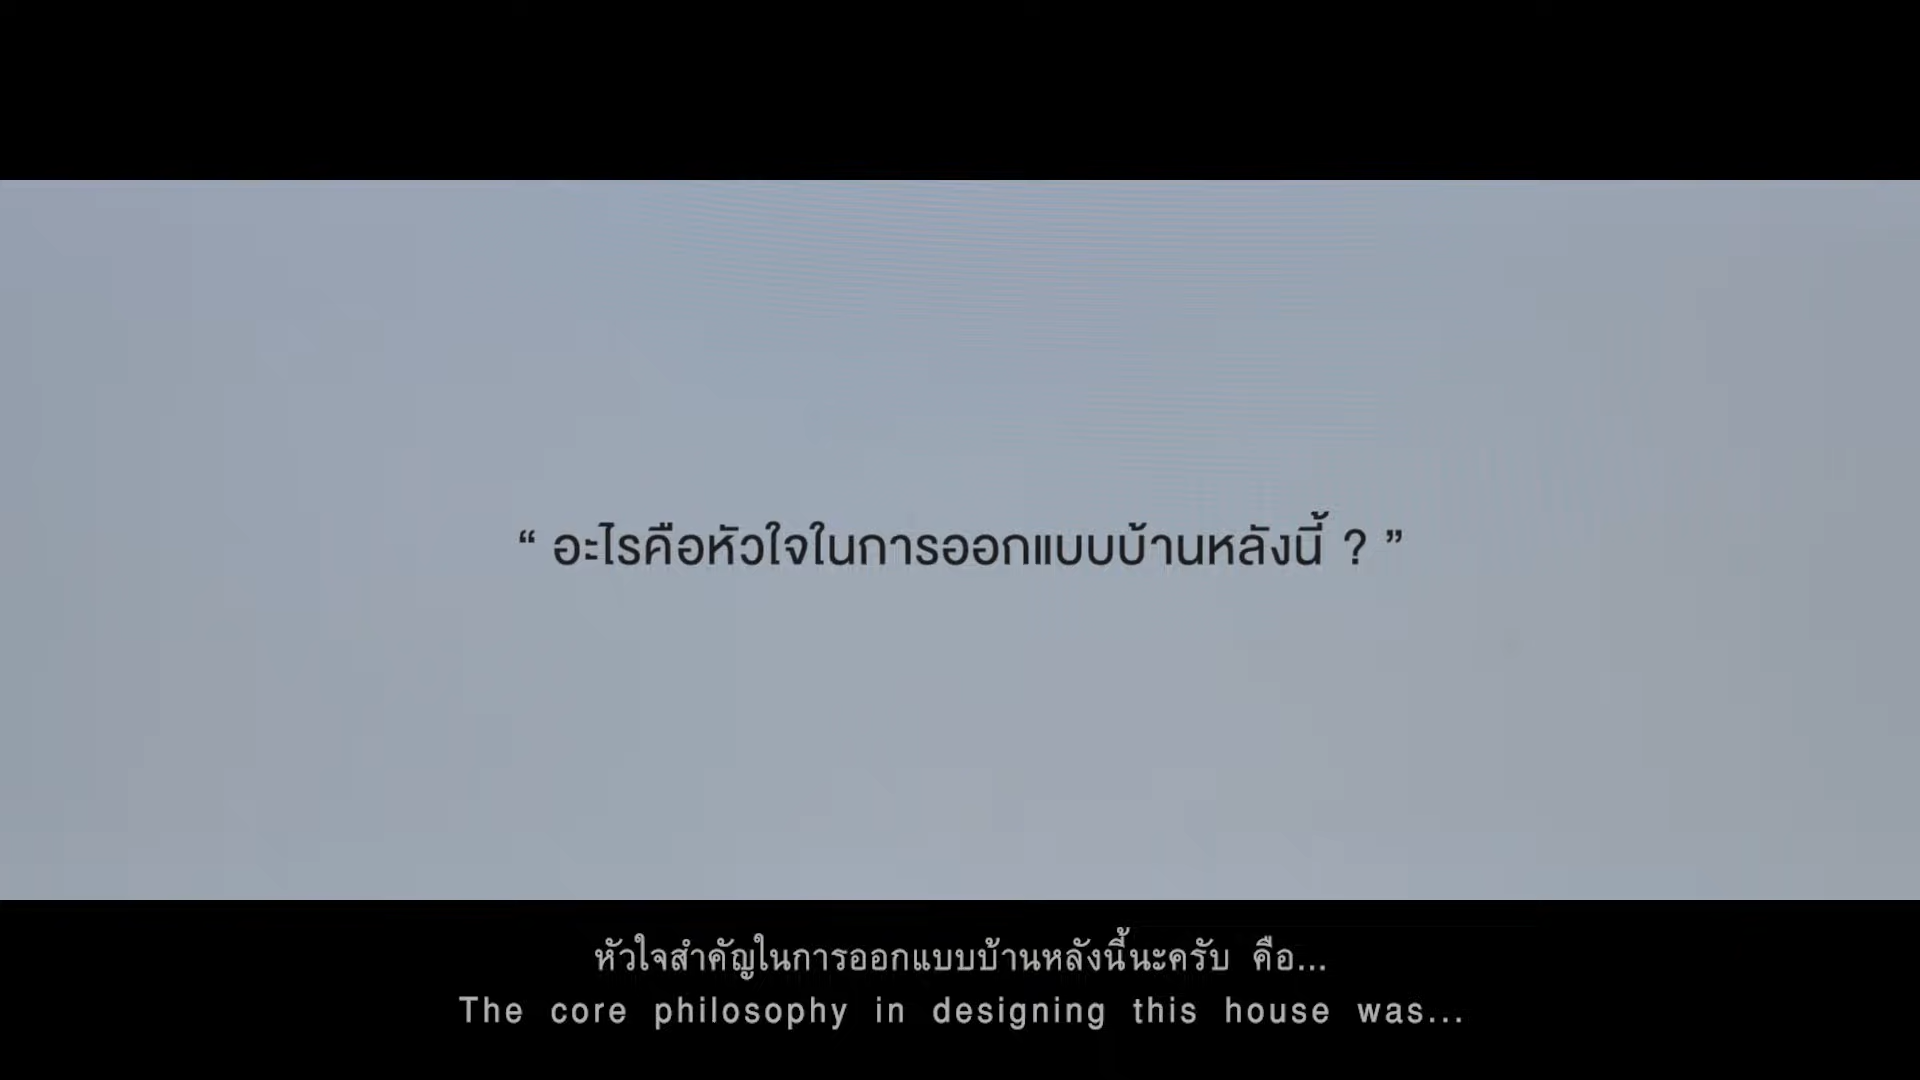 “ อะไรคือหัวใจในการออกแบบบ้านหลังนี้ ? ”
หัวใจสำคัญในการออกแบบบ้านหลังนี้นะครับ คือ...
The core philosophy in designing this house was...